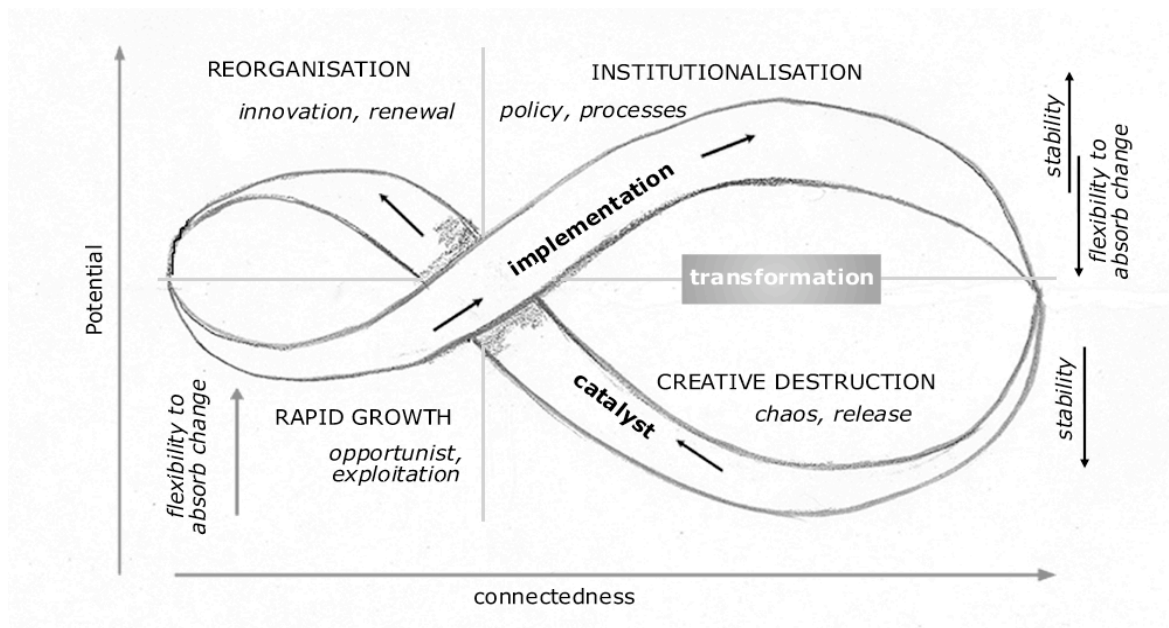 REORGANISATION
innovation, renewal
INSTITUTIONALISATION
policy, processes
stability
flexibility to
absorb change
implementation
transformation
Potential
CREATIVE DESTRUCTION
chaos, release
catalyst
stability
RAPID GROWTH
opportunist,
exploitation
flexibility to
absorb change
connectedness